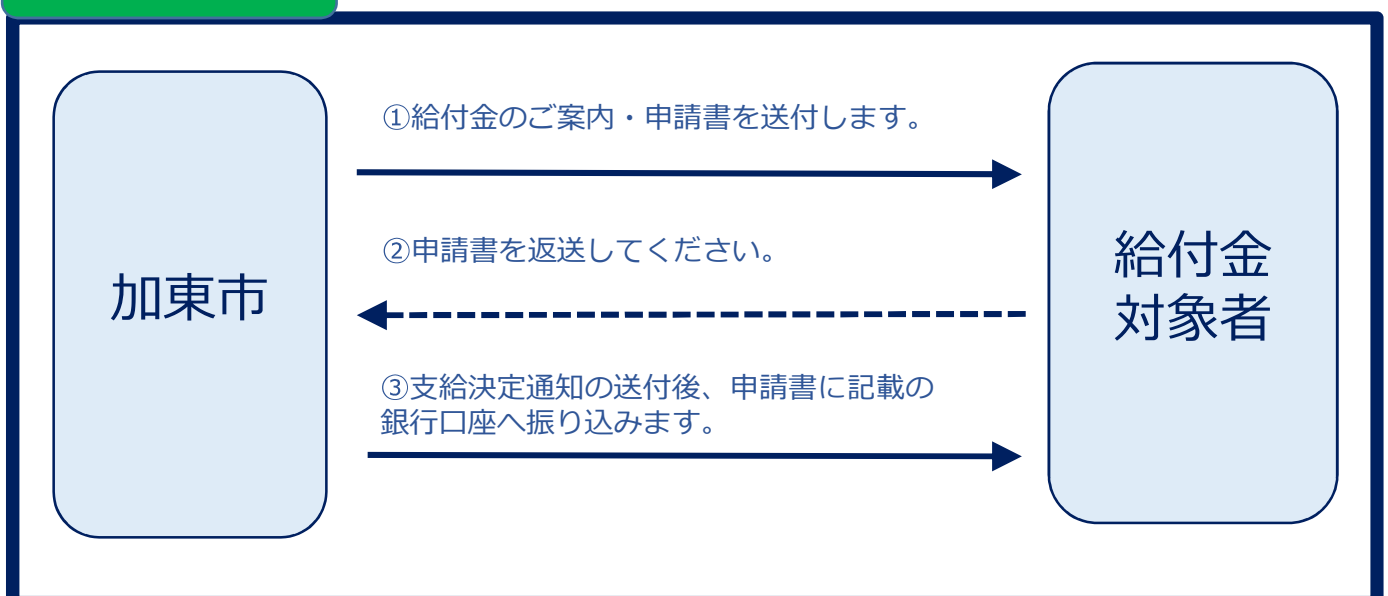 加東市
①給付金のご案内・申請書を送付します。
②申請書を返送してください。
③支給決定通知の送付後、申請書に記載の
銀行口座へ振り込みます。
給付金
対象者